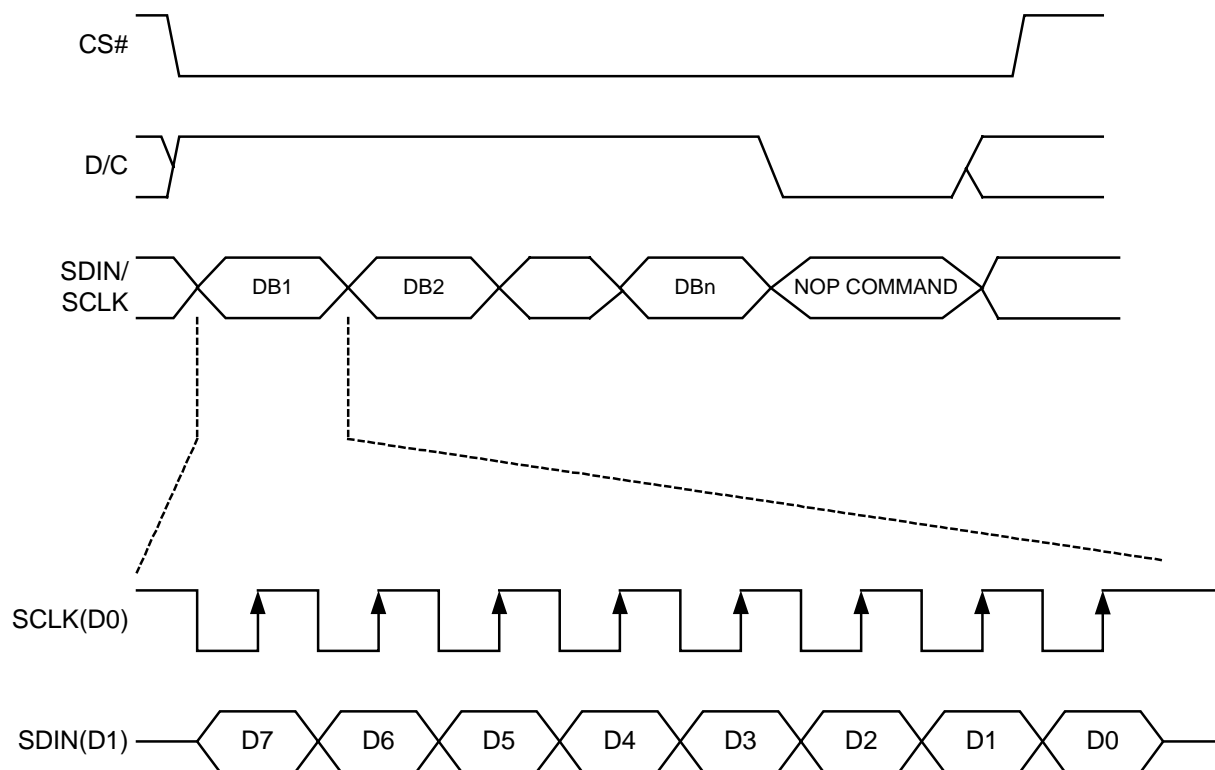 CS#
D/C
SDIN/
SCLK
DB1
DB2
DBn
NOP COMMAND
SCLK(D0)
SDIN(D1)
D7
D6
D5
D4
D3
D2
D1
D0